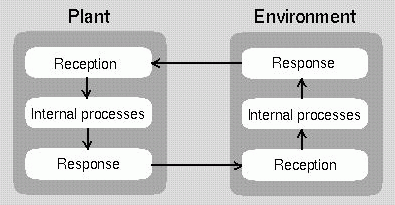 Plant
Environment
Reception
Response
Internal processes
Internal processes
Response
Reception